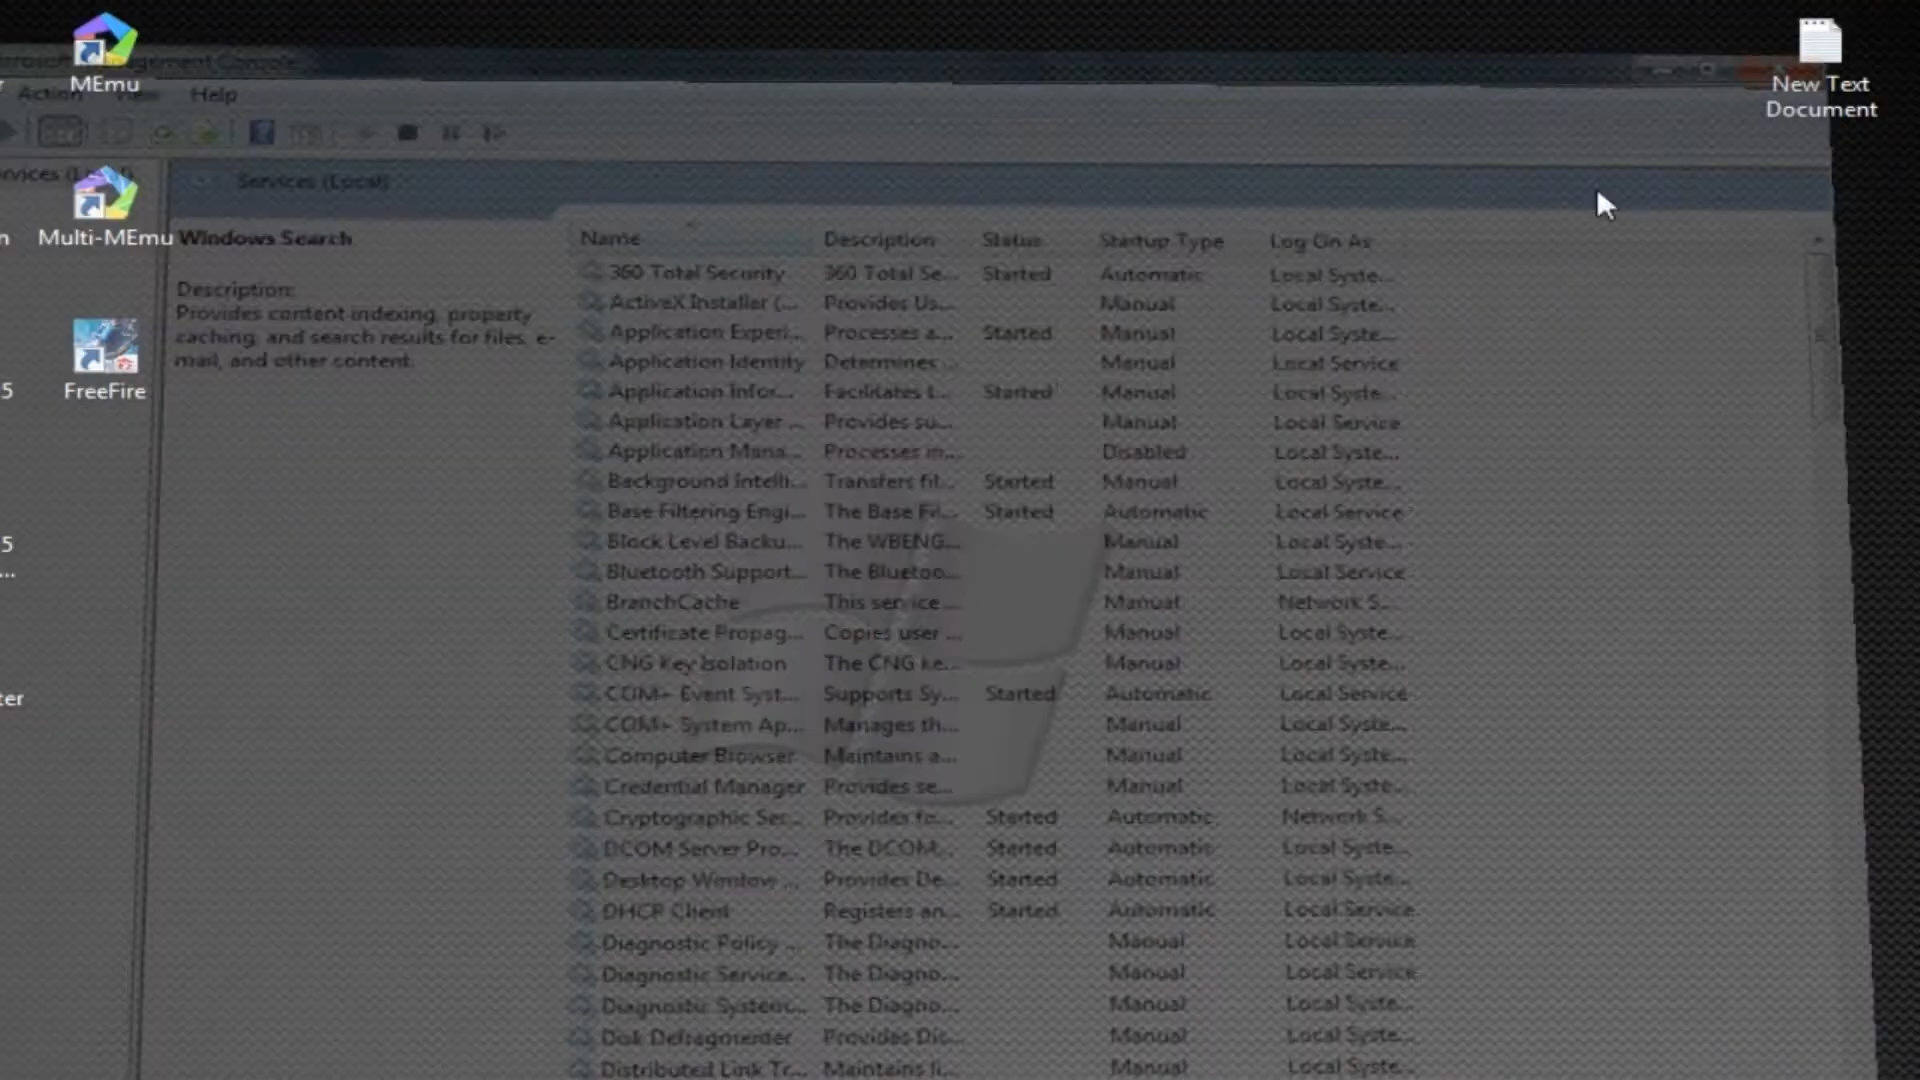 MEmu
New Text
Document
Management Console
Action View Help
Services (Local)
Multi-MEmu
Windows Search
Description:
Provides content indexing, property
caching, and search results for files, e-
mail, and other content.
FreeFire
5
5
...
ter
Name Description Status Startup Type Log On As
360 Total Security 360 Total Se... Started Automatic Local Syste...
ActiveX Installer (... Provides Us... Manual Local Syste...
Application Experi... Processes a... Started Manual Local Syste...
Application Identity Determines ... Manual Local Service
Application Infor... Facilitates t... Started Manual Local Syste...
Application Layer ... Provides su... Manual Local Service
Application Mana... Processes in... Disabled Local Syste...
Background Intelli... Transfers fil... Started Manual Local Syste...
Base Filtering Engi... The Base Fil... Started Automatic Local Service
Block Level Backu... The WBENG... Manual Local Syste...
Bluetooth Support... The Bluetoo... Manual Local Service
BranchCache This service ... Manual Network S...
Certificate Propag... Copies user ... Manual Local Syste...
CNG Key Isolation The CNG ke... Manual Local Syste...
COM+ Event Syst... Supports Sy... Started Automatic Local Service
COM+ System Ap... Manages th... Manual Local Syste...
Computer Browser Maintains a... Manual Local Syste...
Credential Manager Provides se... Manual Local Syste...
Cryptographic Ser... Provides fo... Started Automatic Network S...
DCOM Server Pro... The DCOM... Started Automatic Local Syste...
Desktop Window ... Provides De... Started Automatic Local Syste...
DHCP Client Registers an... Started Automatic Local Service
Diagnostic Policy ... The Diagno... Manual Local Service
Diagnostic Service... The Diagno... Manual Local Service
Diagnostic System... The Diagno... Manual Local Syste...
Disk Defragmenter Provides Dis... Manual Local Syste...
Distributed Link Tr... Maintains li... Manual Local Syste...